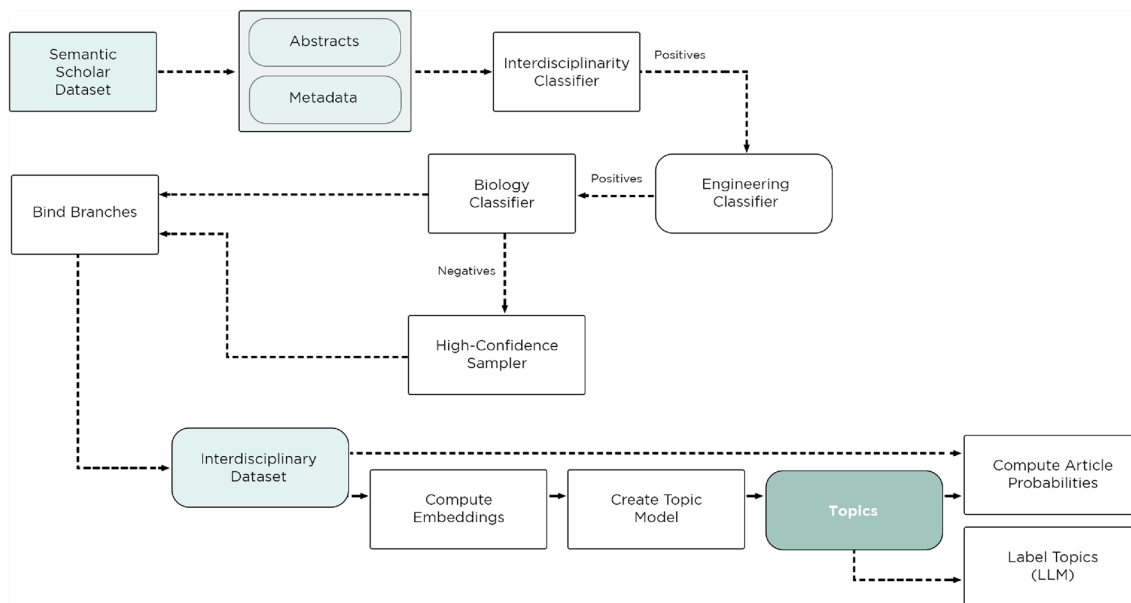 Semantic
Scholar
Dataset
Abstracts
Metadata
Interdisciplinarity
Classifier
Positives
Engineering
Classifier
Positives
Biology
Classifier
Bind Branches
Negatives
High-Confidence
Sampler
Interdisciplinary
Dataset
Compute
Embeddings
Create Topic
Model
Topics
Compute Article
Probabilities
Label Topics
(LLM)